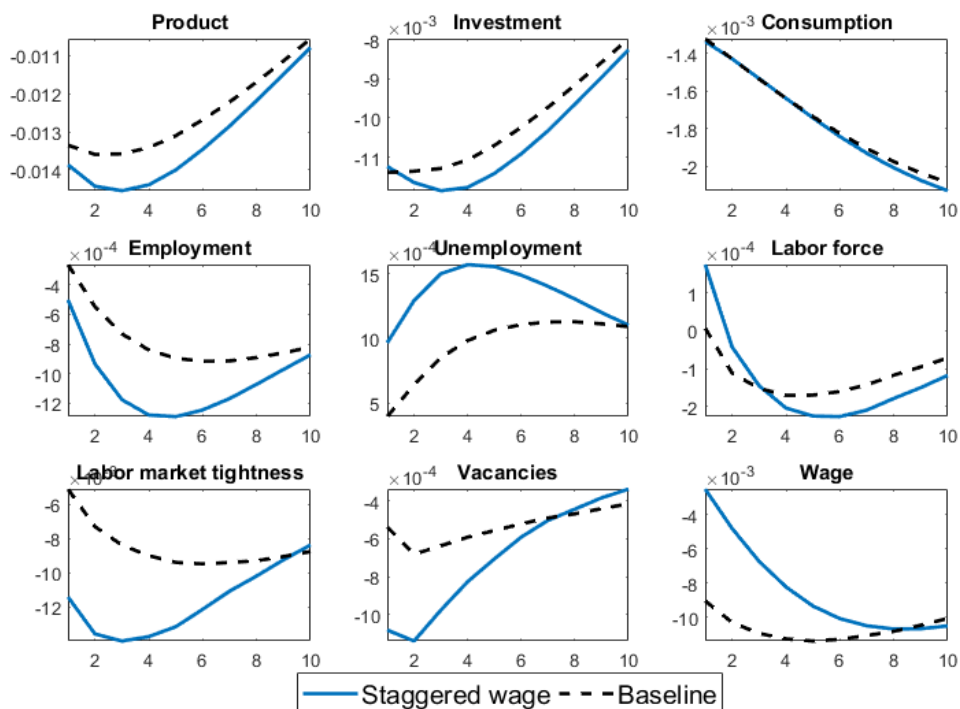 Product
-0.011
-0.012
-0.013
-0.014
2 4 6 8 10
Investment
×10⁻³
-8
-9
-10
-11
2 4 6 8 10
Consumption
×10⁻³
-1.4
-1.6
-1.8
-2
2 4 6 8 10
Employment
×10⁻⁴
-4
-6
-8
-10
-12
2 4 6 8 10
Unemployment
×10⁻⁴
15
10
5
2 4 6 8 10
Labor force
×10⁻⁴
1
0
-1
-2
2 4 6 8 10
Labor market tightness
-6
-8
-10
-12
2 4 6 8 10
Vacancies
×10⁻⁴
-4
-6
-8
-10
2 4 6 8 10
Wage
×10⁻³
-4
-6
-8
-10
2 4 6 8 10
Staggered wage
Baseline